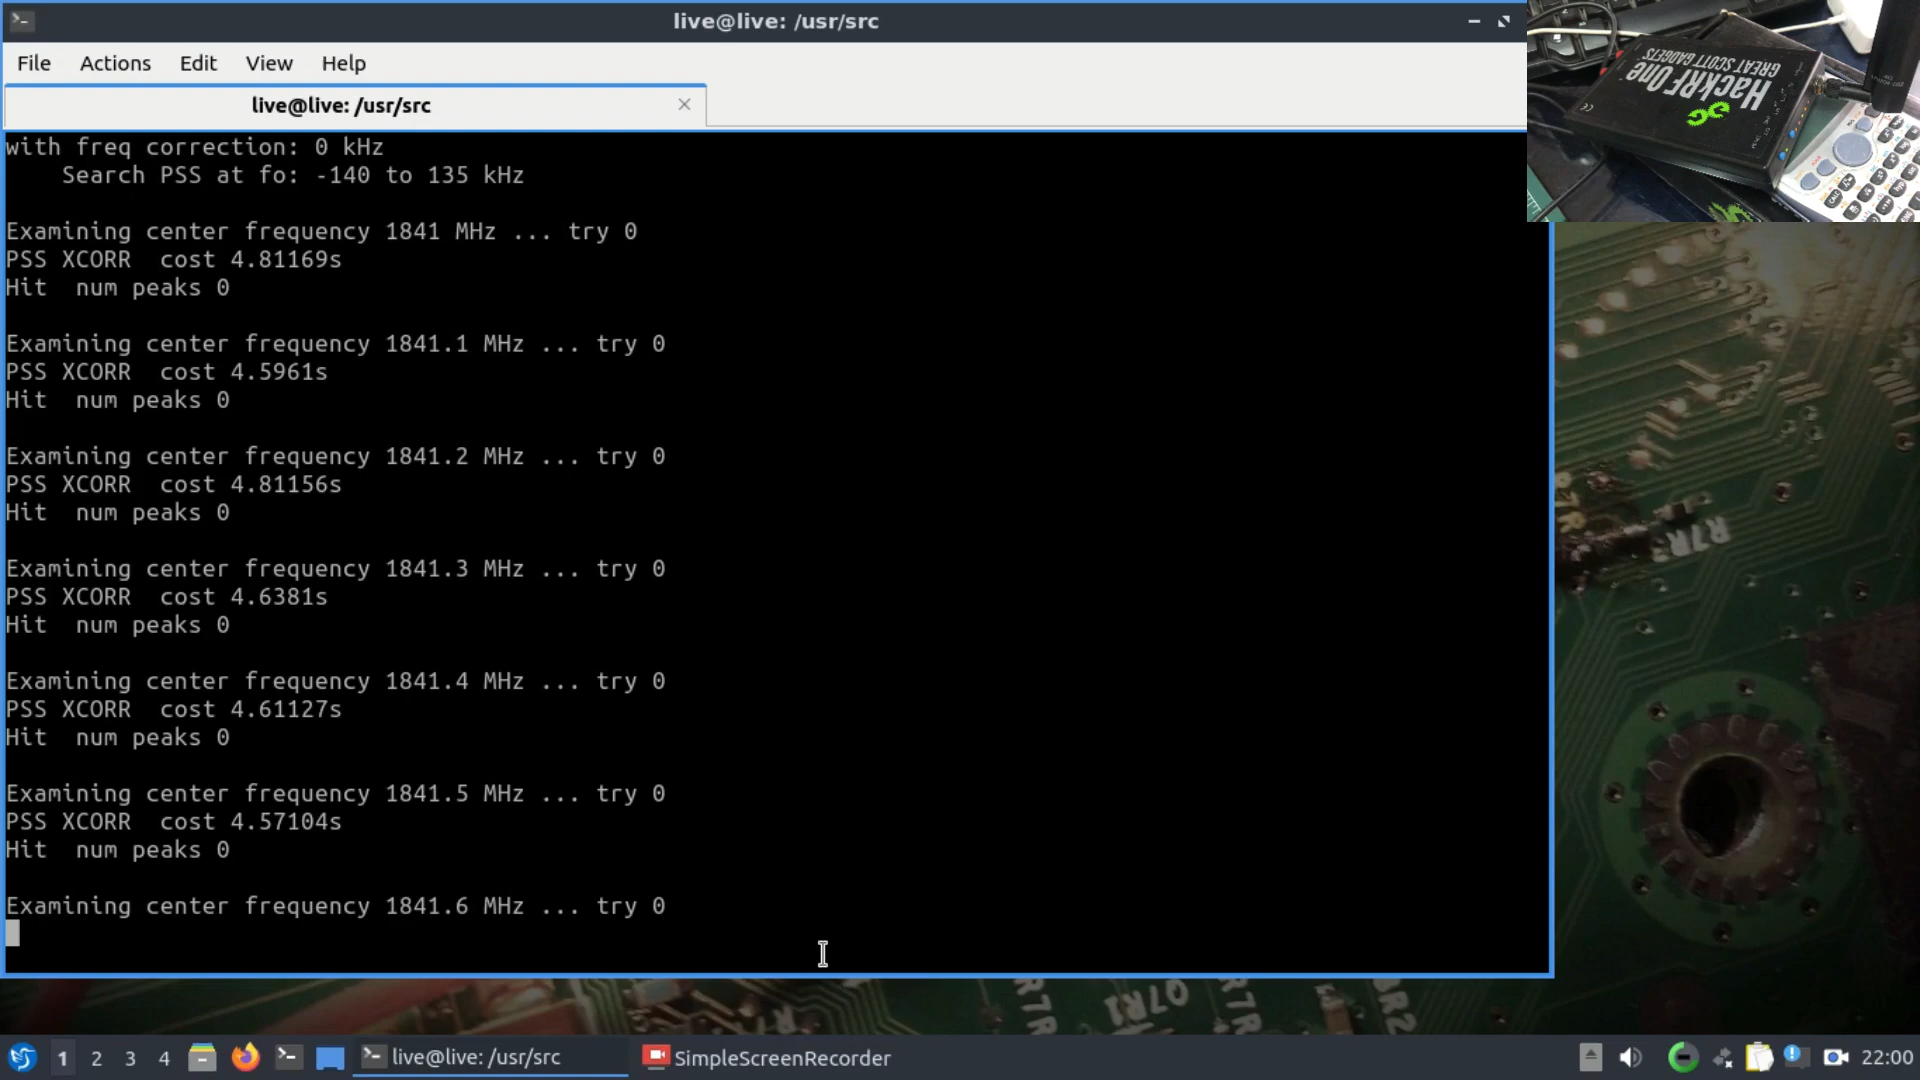 live@live: /usr/src
File Actions Edit View Help
live@live: /usr/src
with freq correction: 0 kHz
    Search PSS at fo: -140 to 135 kHz
Examining center frequency 1841 MHz ... try 0
PSS XCORR  cost 4.81169s
Hit  num peaks 0
Examining center frequency 1841.1 MHz ... try 0
PSS XCORR  cost 4.5961s
Hit  num peaks 0
Examining center frequency 1841.2 MHz ... try 0
PSS XCORR  cost 4.81156s
Hit  num peaks 0
Examining center frequency 1841.3 MHz ... try 0
PSS XCORR  cost 4.6381s
Hit  num peaks 0
Examining center frequency 1841.4 MHz ... try 0
PSS XCORR  cost 4.61127s
Hit  num peaks 0
Examining center frequency 1841.5 MHz ... try 0
PSS XCORR  cost 4.57104s
Hit  num peaks 0
Examining center frequency 1841.6 MHz ... try 0
HackRF One
GREAT SCOTT GADGETS
R7R
R7R
Q7R1
R7R
1 2 3 4 live@live: /usr/src SimpleScreenRecorder 22:00